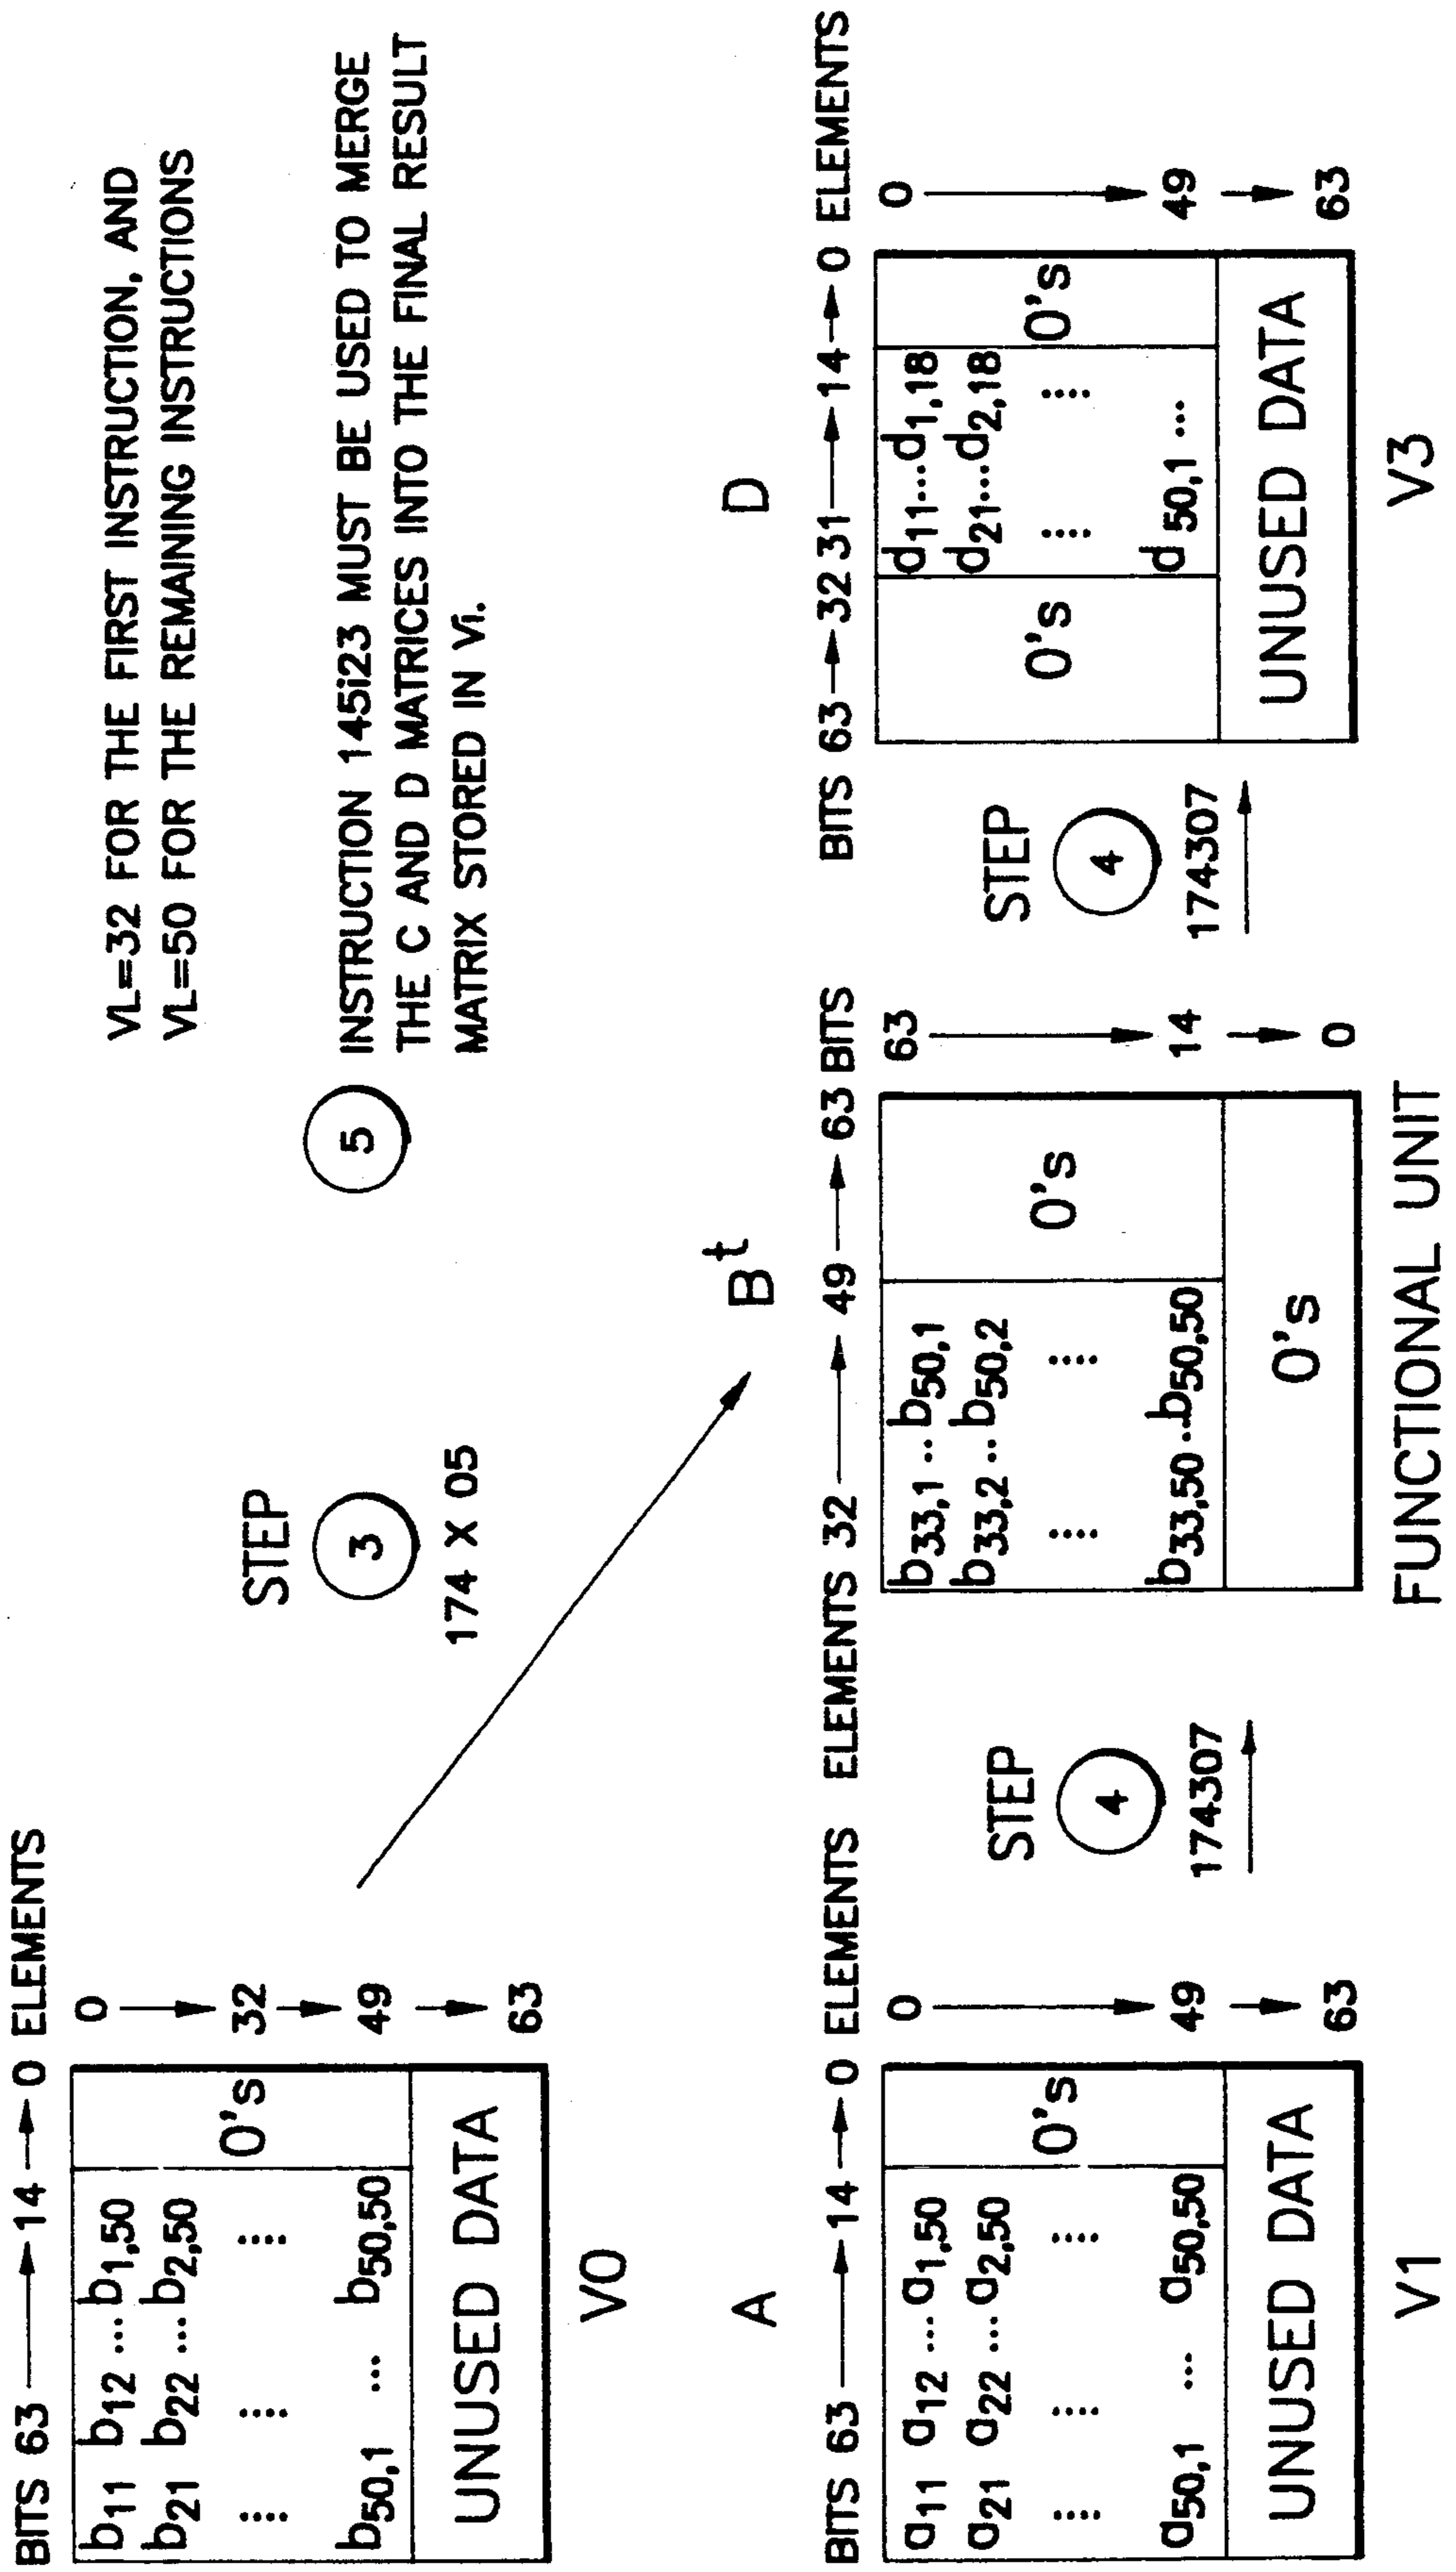 VL=32 FOR THE FIRST INSTRUCTION, AND
VL=50 FOR THE REMAINING INSTRUCTIONS
5 INSTRUCTION 145i23 MUST BE USED TO MERGE
THE C AND D MATRICES INTO THE FINAL RESULT
MATRIX STORED IN Vi.
BITS 63 14 0 ELEMENTS
b11 b12 ... b1,50
b21 b22 .... b2,50
.... ....
b50,1 ... b50,50
0's
UNUSED DATA
0
32
49
63
V0
STEP
3
174 X 05
A
BITS 63 14 0 ELEMENTS
a11 a12 ... a1,50
a21 a22 ... a2,50
.... ....
a50,1 ... a50,50
0's
UNUSED DATA
0
49
63
V1
STEP
4
174307
Bt
ELEMENTS 32 49 63 BITS
b33,1 .. b50,1
b33,2 .. b50,2
.... ....
b33,50 .. b50,50
0's
0's
63
14
0
FUNCTIONAL UNIT
STEP
4
174307
D
BITS 63 32 31 14 0 ELEMENTS
0's
d11...d1,18
d21...d2,18
.... ....
d 50,1 ...
0's
UNUSED DATA
0
49
63
V3